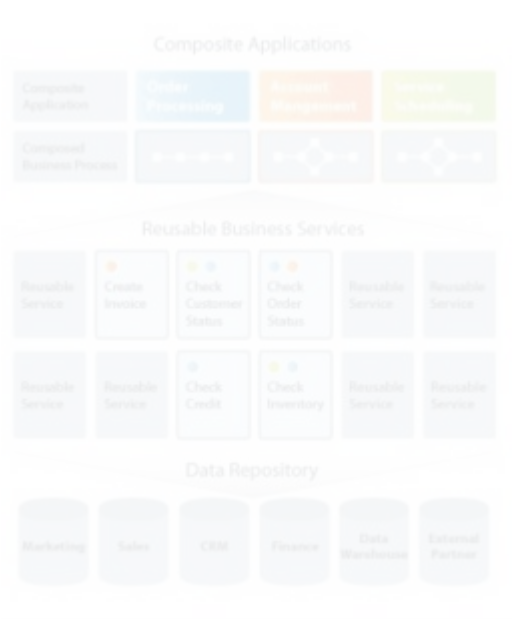 Composite Applications
Composite
Application
Order
Processing
Account
Management
Service
Scheduling
Composed
Business Process
Reusable Business Services
Reusable
Service
Create
Invoice
Check
Customer
Status
Check
Order
Status
Reusable
Service
Reusable
Service
Reusable
Service
Reusable
Service
Check
Credit
Check
Inventory
Reusable
Service
Reusable
Service
Data Repository
Marketing
Sales
CRM
Finance
Data
Warehouse
External
Partner